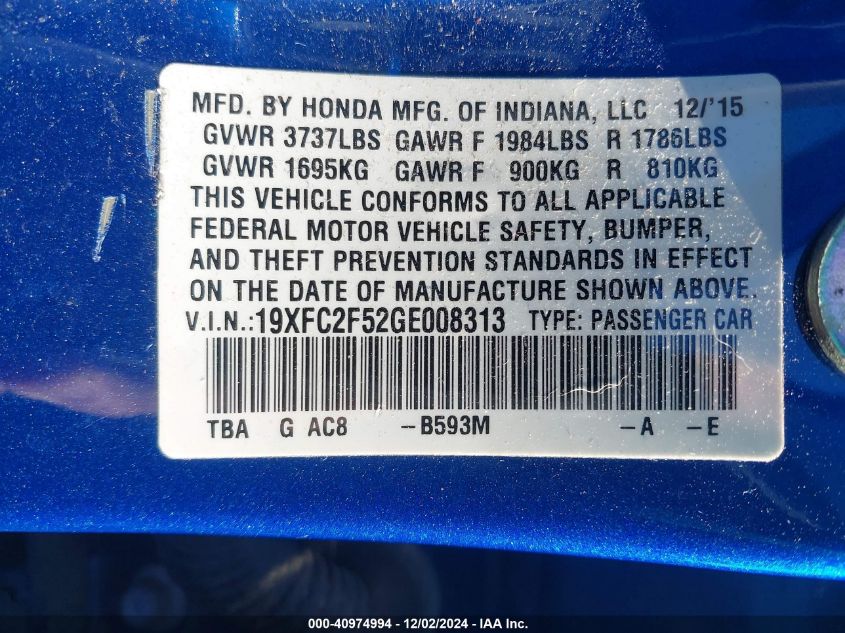 MFD. BY HONDA MFG. OF INDIANA, LLC 12/'15
GVWR 3737LBS GAWR F 1984LBS R 1786LBS
GVWR 1695KG GAWR F 900KG R 810KG
THIS VEHICLE CONFORMS TO ALL APPLICABLE
FEDERAL MOTOR VEHICLE SAFETY, BUMPER,
AND THEFT PREVENTION STANDARDS IN EFFECT
ON THE DATE OF MANUFACTURE SHOWN ABOVE.
V.I.N.:19XFC2F52GE008313 TYPE: PASSENGER CAR
TBA G AC8 -B593M -A -E
000-40974994 - 12/02/2024 - IAA Inc.